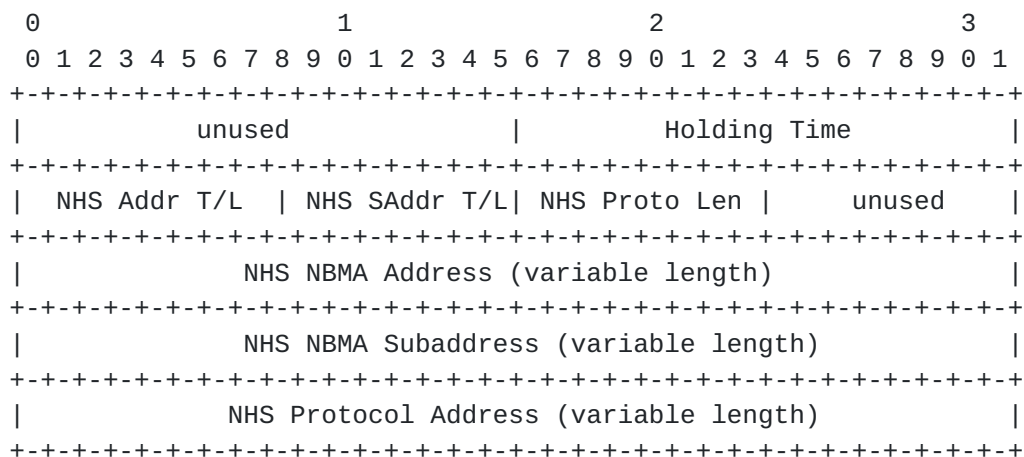 0                   1                   2                   3
 0 1 2 3 4 5 6 7 8 9 0 1 2 3 4 5 6 7 8 9 0 1 2 3 4 5 6 7 8 9 0 1
+-+-+-+-+-+-+-+-+-+-+-+-+-+-+-+-+-+-+-+-+-+-+-+-+-+-+-+-+-+-+-+-+
|           unused              |         Holding Time          |
+-+-+-+-+-+-+-+-+-+-+-+-+-+-+-+-+-+-+-+-+-+-+-+-+-+-+-+-+-+-+-+-+
|  NHS Addr T/L  | NHS SAddr T/L| NHS Proto Len |     unused    |
+-+-+-+-+-+-+-+-+-+-+-+-+-+-+-+-+-+-+-+-+-+-+-+-+-+-+-+-+-+-+-+-+
|              NHS NBMA Address (variable length)               |
+-+-+-+-+-+-+-+-+-+-+-+-+-+-+-+-+-+-+-+-+-+-+-+-+-+-+-+-+-+-+-+-+
|              NHS NBMA Subaddress (variable length)            |
+-+-+-+-+-+-+-+-+-+-+-+-+-+-+-+-+-+-+-+-+-+-+-+-+-+-+-+-+-+-+-+-+
|             NHS Protocol Address (variable length)            |
+-+-+-+-+-+-+-+-+-+-+-+-+-+-+-+-+-+-+-+-+-+-+-+-+-+-+-+-+-+-+-+-+